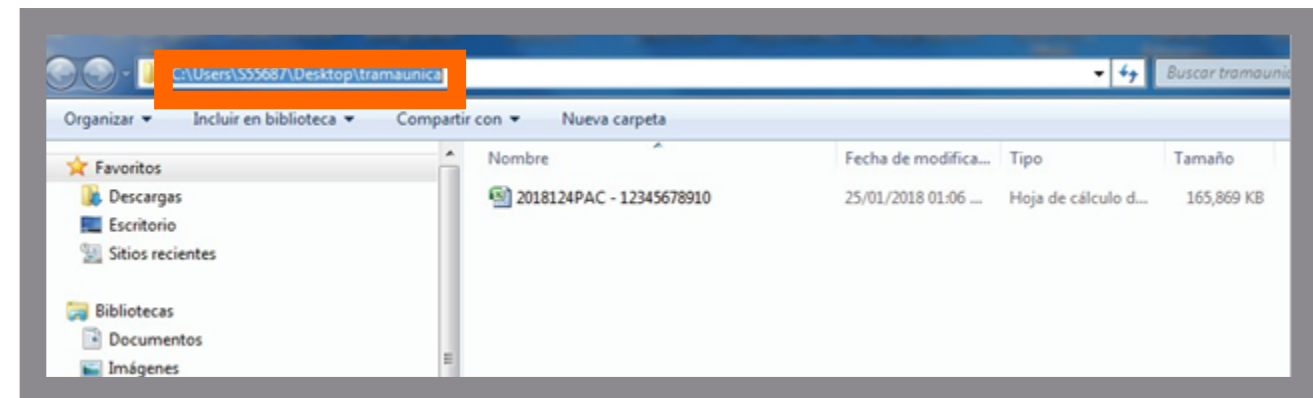 C:\Users\S55687\Desktop\tramaunica
Buscar tramauni
Organizar Incluir en biblioteca Compartir con Nueva carpeta
Favoritos
Descargas
Escritorio
Sitios recientes
Bibliotecas
Documentos
Imágenes
Nombre Fecha de modifica... Tipo Tamaño
2018124PAC - 12345678910 25/01/2018 01:06 ... Hoja de cálculo d... 165,869 KB